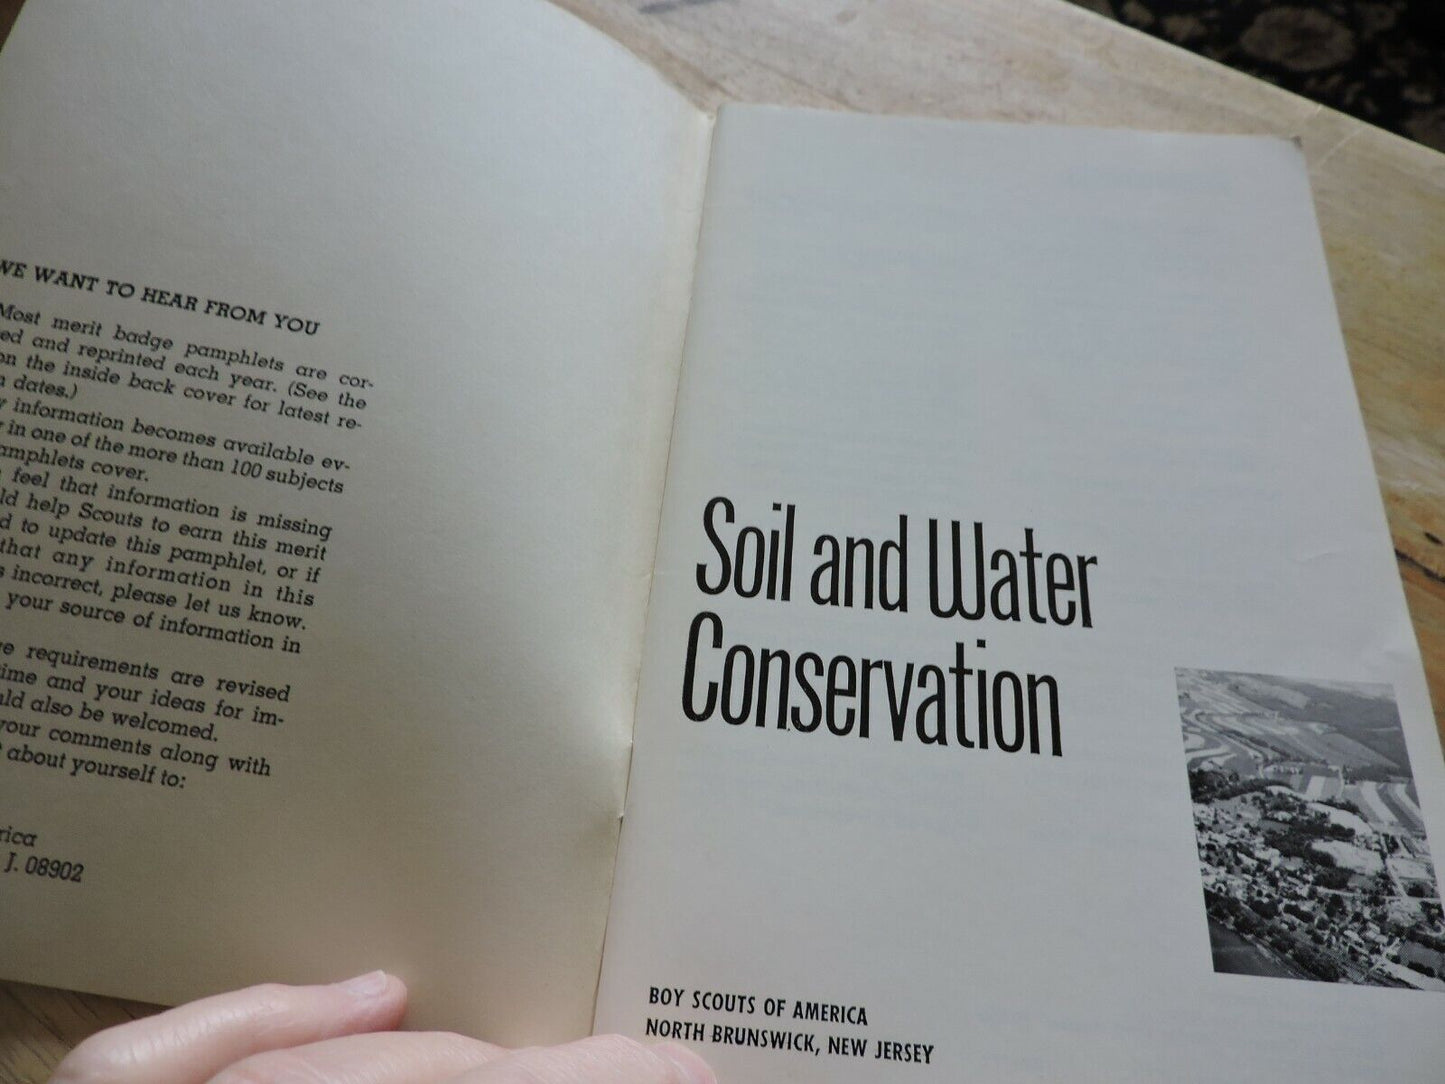 WE WANT TO HEAR FROM YOU
Most merit badge pamphlets are cor-
ed and reprinted each year. (See the
on the inside back cover for latest re-
n dates.)
y information becomes available ev-
r in one of the more than 100 subjects
amphlets cover.
feel that information is missing
ld help Scouts to earn this merit
d to update this pamphlet, or if
that any information in this
s incorrect, please let us know.
your source of information in
ve requirements are revised
time and your ideas for im-
uld also be welcomed.
your comments along with
t about yourself to:
rica
J. 08902
Soil and Water
Conservation
BOY SCOUTS OF AMERICA
NORTH BRUNSWICK, NEW JERSEY